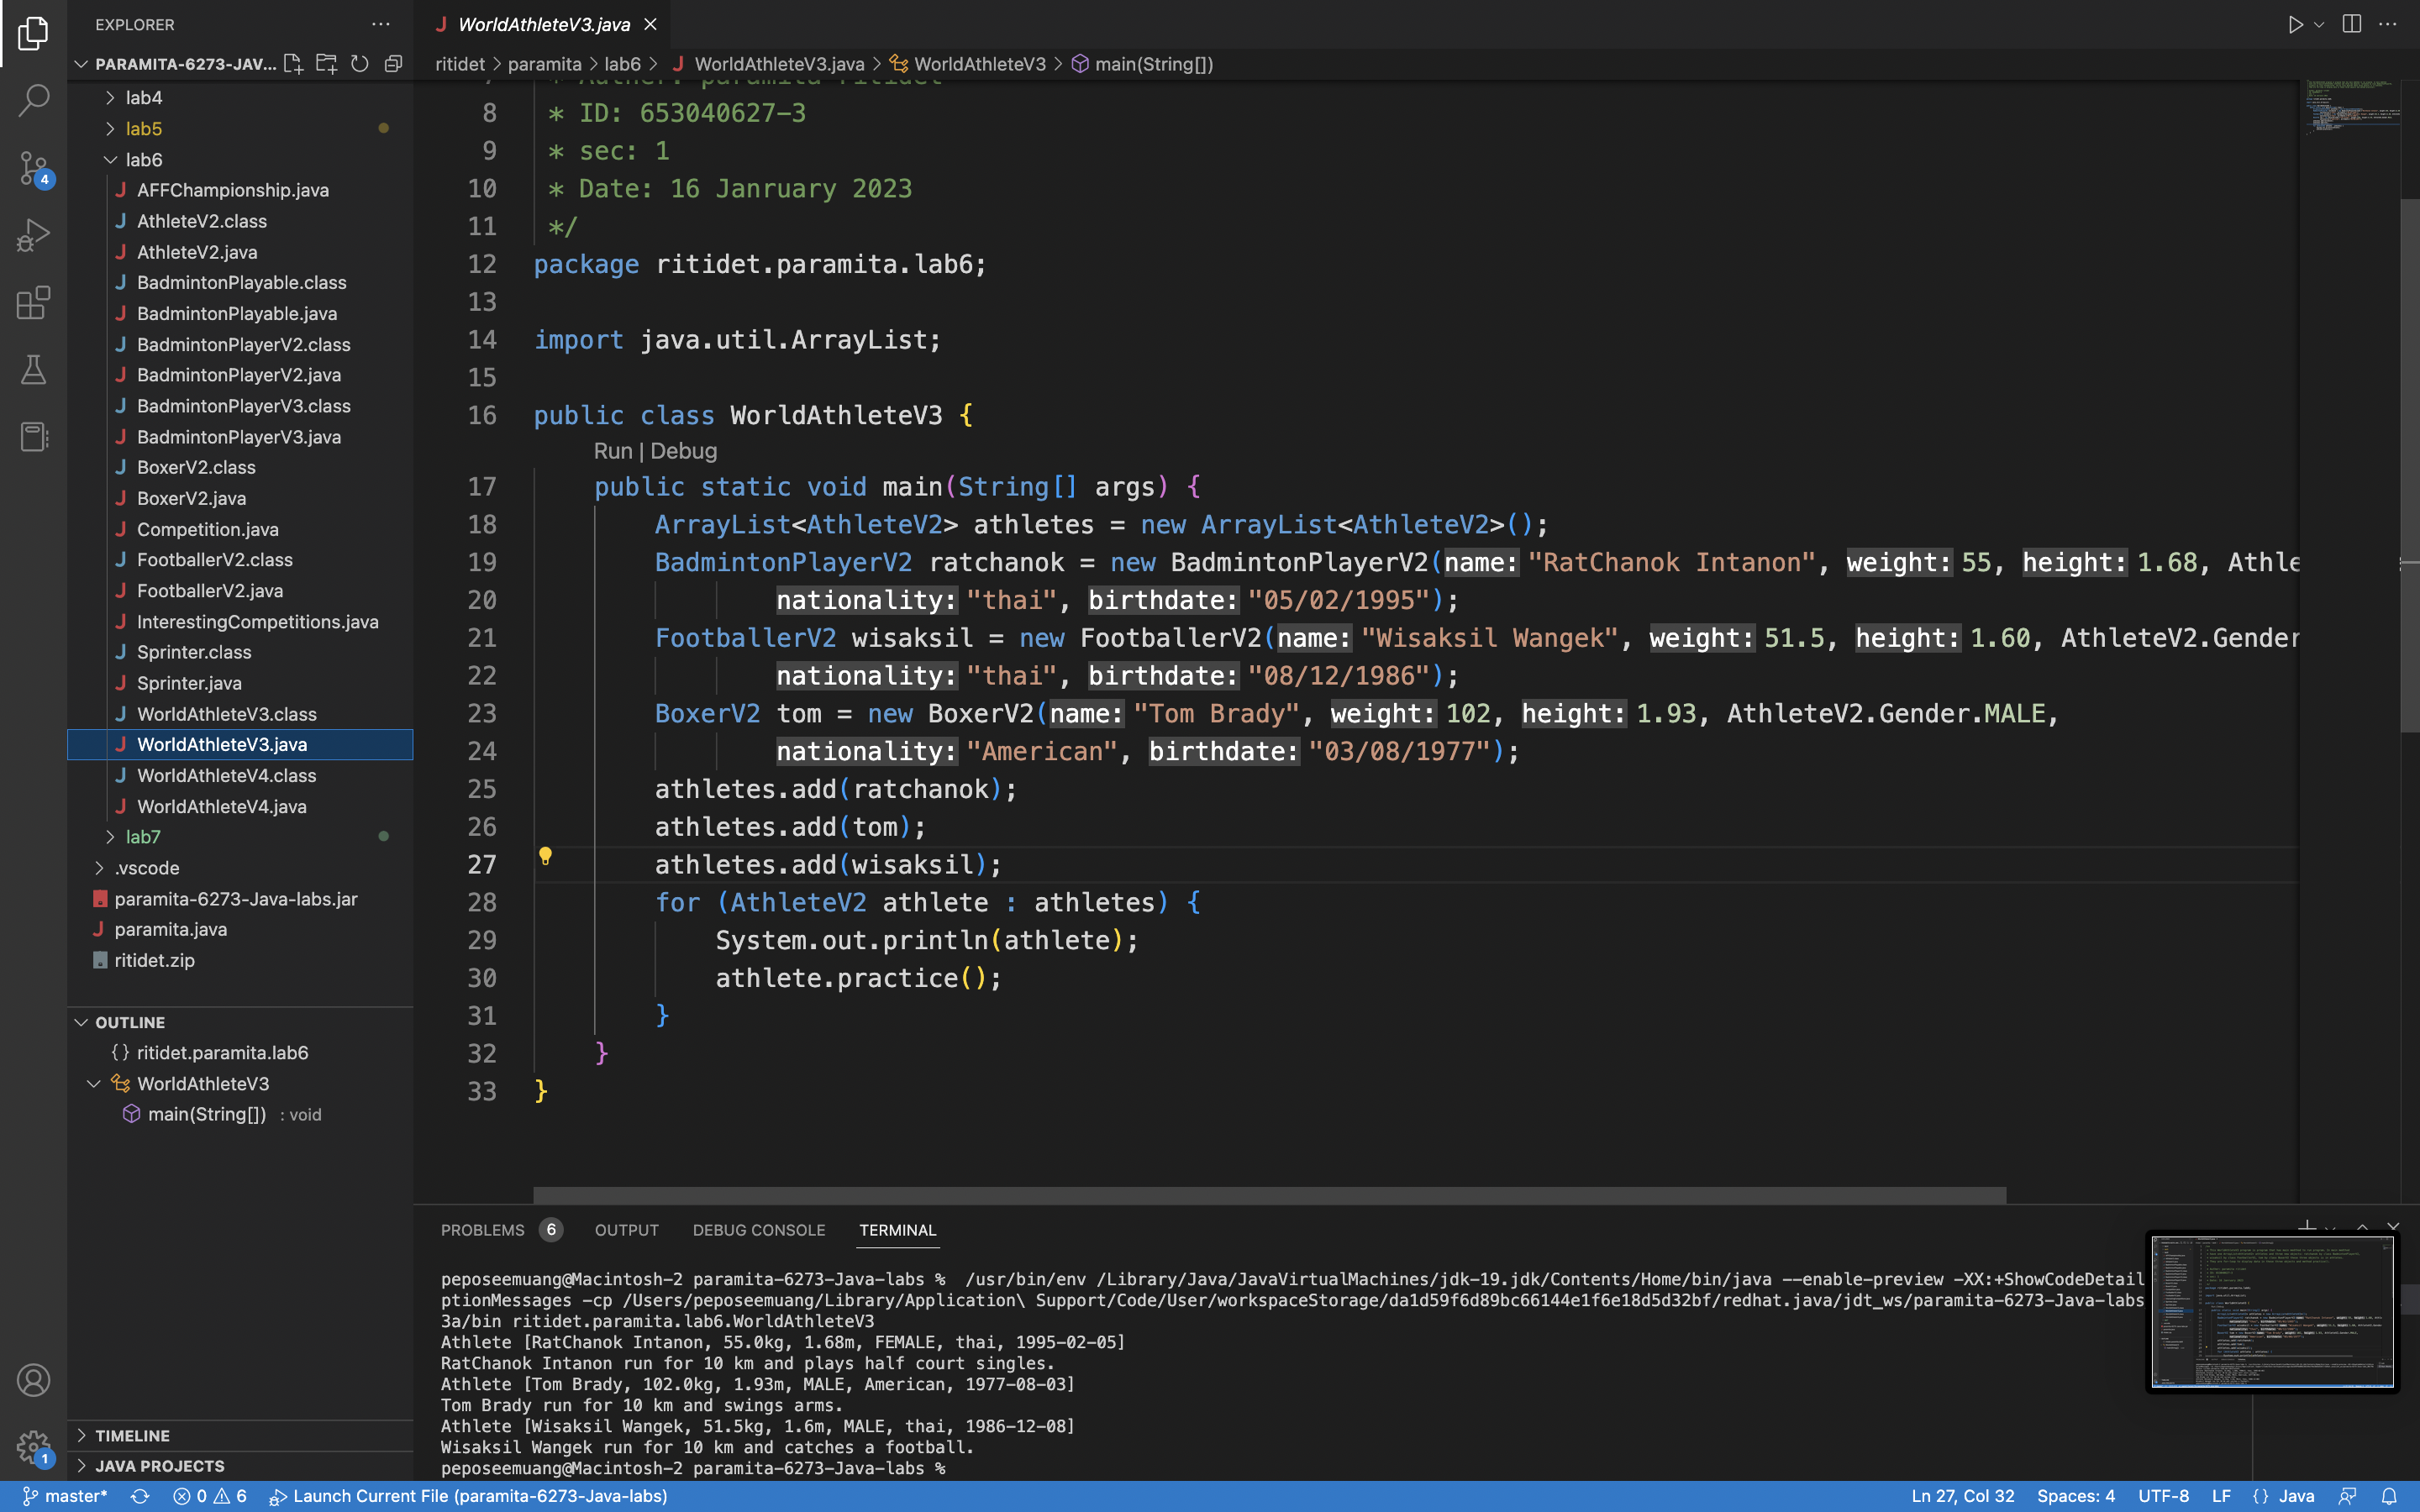 EXPLORER
PARAMITA-6273-JAV...
lab4
lab5
lab6
AFFChampionship.java
AthleteV2.class
AthleteV2.java
BadmintonPlayable.class
BadmintonPlayable.java
BadmintonPlayerV2.class
BadmintonPlayerV2.java
BadmintonPlayerV3.class
BadmintonPlayerV3.java
BoxerV2.class
BoxerV2.java
Competition.java
FootballerV2.class
FootballerV2.java
InterestingCompetitions.java
Sprinter.class
Sprinter.java
WorldAthleteV3.class
WorldAthleteV3.java
WorldAthleteV4.class
WorldAthleteV4.java
lab7
.vscode
paramita-6273-Java-labs.jar
paramita.java
ritidet.zip
OUTLINE
{} ritidet.paramita.lab6
WorldAthleteV3
main(String[]) : void
TIMELINE
JAVA PROJECTS
4
1
WorldAthleteV3.java
ritidet > paramita > lab6 > WorldAthleteV3.java > WorldAthleteV3 > main(String[])
8 * ID: 653040627-3
9 * sec: 1
10 * Date: 16 Janruary 2023
11 */
12 package ritidet.paramita.lab6;
13
14 import java.util.ArrayList;
15
16 public class WorldAthleteV3 {
Run | Debug
17 public static void main(String[] args) {
18 ArrayList<AthleteV2> athletes = new ArrayList<AthleteV2>();
19 BadmintonPlayerV2 ratchanok = new BadmintonPlayerV2(name: "RatChanok Intanon", weight: 55, height: 1.68, Athle
20 nationality: "thai", birthdate: "05/02/1995");
21 FootballerV2 wisaksil = new FootballerV2(name: "Wisaksil Wangek", weight: 51.5, height: 1.60, AthleteV2.Gender
22 nationality: "thai", birthdate: "08/12/1986");
23 BoxerV2 tom = new BoxerV2(name: "Tom Brady", weight: 102, height: 1.93, AthleteV2.Gender.MALE,
24 nationality: "American", birthdate: "03/08/1977");
25 athletes.add(ratchanok);
26 athletes.add(tom);
27 athletes.add(wisaksil);
28 for (AthleteV2 athlete : athletes) {
29 System.out.println(athlete);
30 athlete.practice();
31 }
32 }
33 }
PROBLEMS 6 OUTPUT DEBUG CONSOLE TERMINAL
peposeemuang@Macintosh-2 paramita-6273-Java-labs % /usr/bin/env /Library/Java/JavaVirtualMachines/jdk-19.jdk/Contents/Home/bin/java --enable-preview -XX:+ShowCodeDetail
ptionMessages -cp /Users/peposeemuang/Library/Application\ Support/Code/User/workspaceStorage/da1d59f6d89bc66144e1f6e18d5d32bf/redhat.java/jdt_ws/paramita-6273-Java-labs
3a/bin ritidet.paramita.lab6.WorldAthleteV3
Athlete [RatChanok Intanon, 55.0kg, 1.68m, FEMALE, thai, 1995-02-05]
RatChanok Intanon run for 10 km and plays half court singles.
Athlete [Tom Brady, 102.0kg, 1.93m, MALE, American, 1977-08-03]
Tom Brady run for 10 km and swings arms.
Athlete [Wisaksil Wangek, 51.5kg, 1.6m, MALE, thai, 1986-12-08]
Wisaksil Wangek run for 10 km and catches a football.
peposeemuang@Macintosh-2 paramita-6273-Java-labs %
master* 0 6 Launch Current File (paramita-6273-Java-labs) Ln 27, Col 32 Spaces: 4 UTF-8 LF {} Java